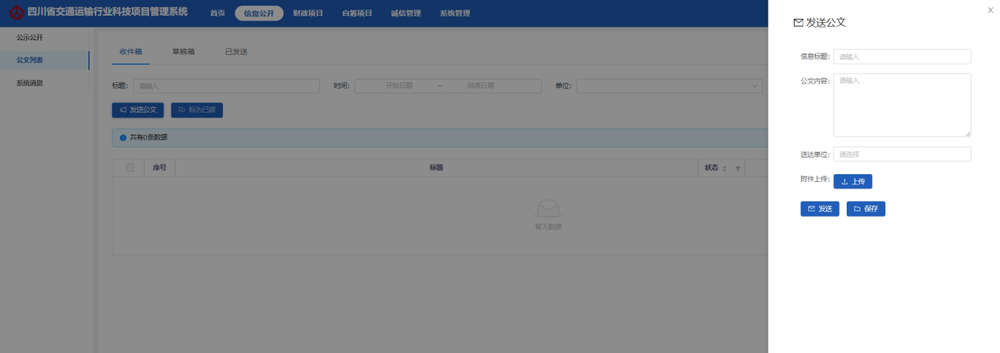 四川省交通运输行业科技项目管理系统 首页 信息公开 财政项目 自筹项目 诚信管理 系统管理
公示公开
公文列表
系统消息
收件箱 草稿箱 已发送
标题: 请输入 时间: 开始日期 ~ 结束日期 单位:
发送公文 标为已读
共有0条数据
序号 标题 状态
暂无数据
发送公文
信息标题: 请输入
公文内容: 请输入
送达单位: 请选择
附件上传: 上传
发送 保存